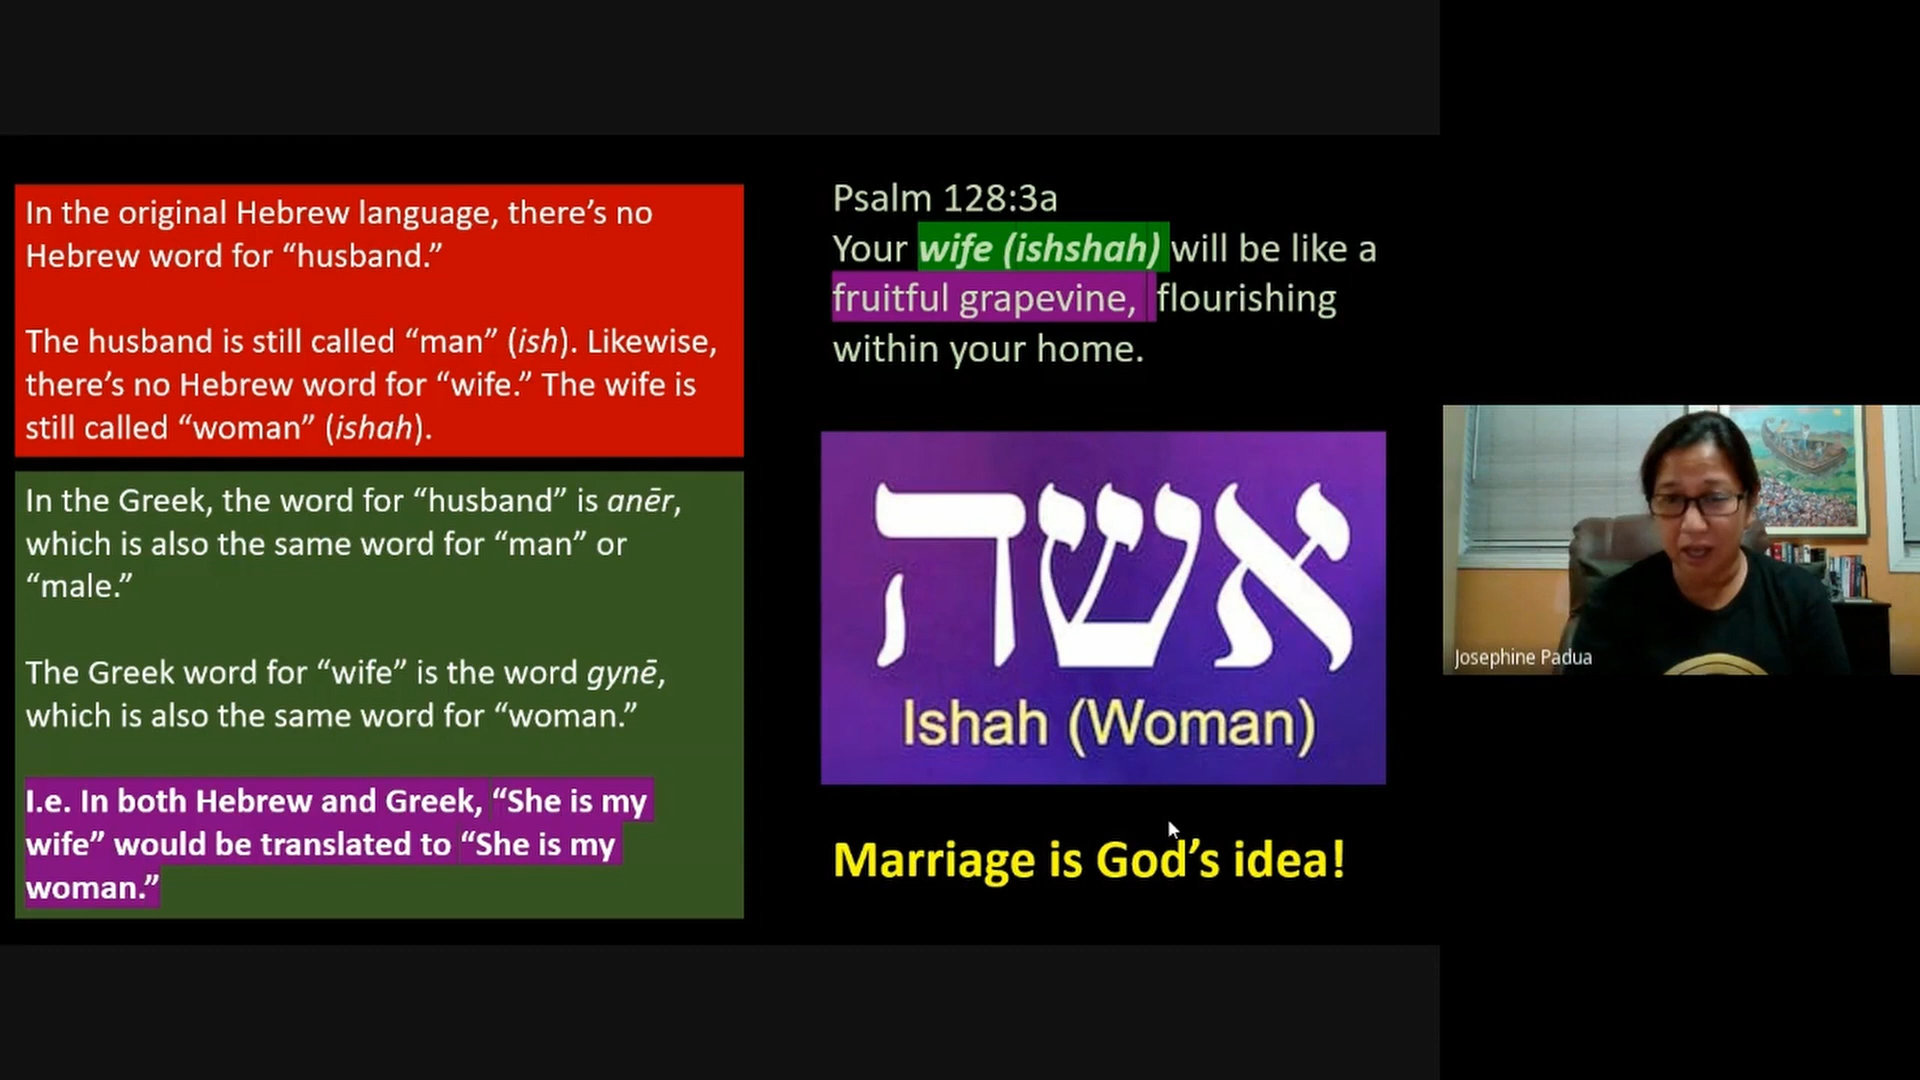 In the original Hebrew language, there’s no
Hebrew word for “husband.”
The husband is still called “man” (ish). Likewise,
there’s no Hebrew word for “wife.” The wife is
still called “woman” (ishah).
In the Greek, the word for “husband” is anēr,
which is also the same word for “man” or
“male.”
The Greek word for “wife” is the word gynē,
which is also the same word for “woman.”
I.e. In both Hebrew and Greek, “She is my
wife” would be translated to “She is my
woman.”
Psalm 128:3a
Your wife (ishshah) will be like a
fruitful grapevine, flourishing
within your home.
אשה
Ishah (Woman)
Marriage is God’s idea!
Josephine Padua